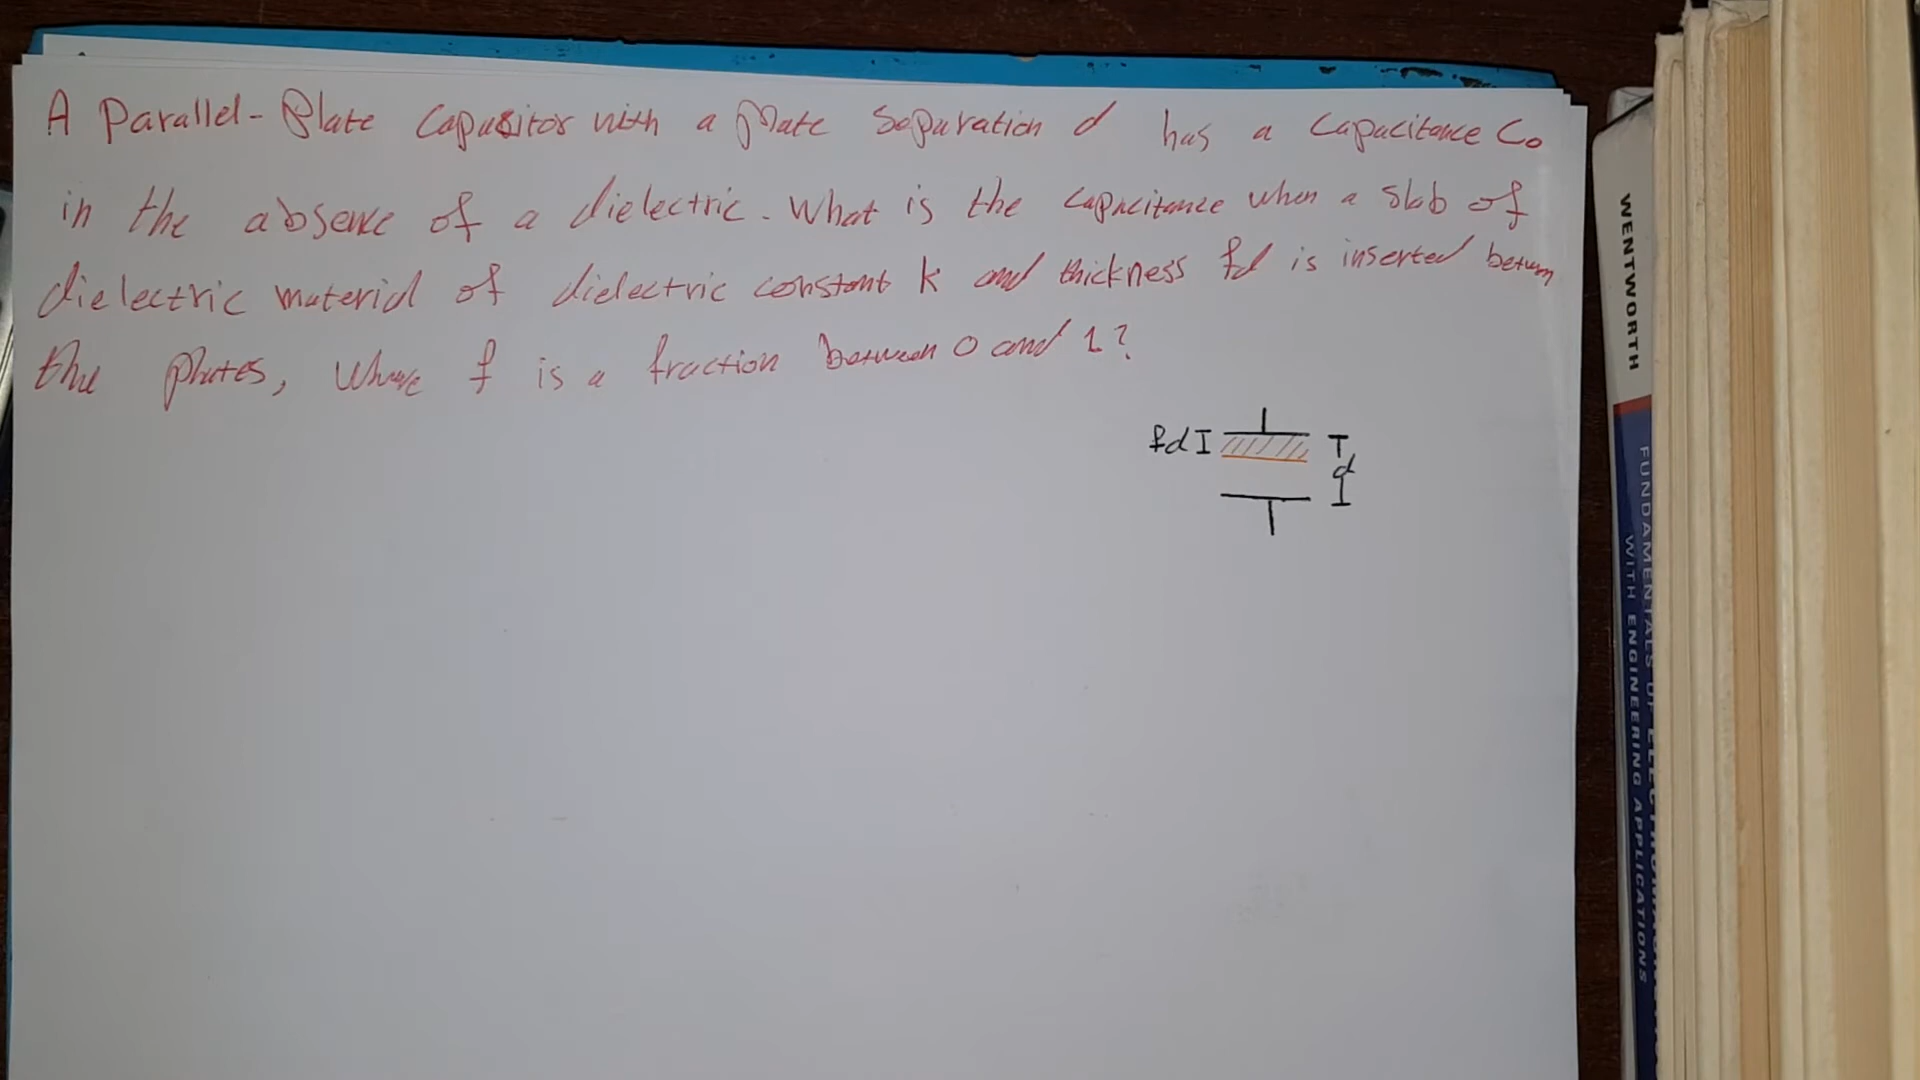 A Parallel-Plate Capacitor with a plate Separation d has a Capacitance C₀
in the absence of a dielectric. What is the capacitance when a slab of
dielectric material of dielectric constant k and thickness fd is inserted between
the plates, where f is a fraction between 0 and 1?
fd
d
WENTWORTH
FUNDAMENTALS OF
WITH ENGINEERING APPLICATIONS